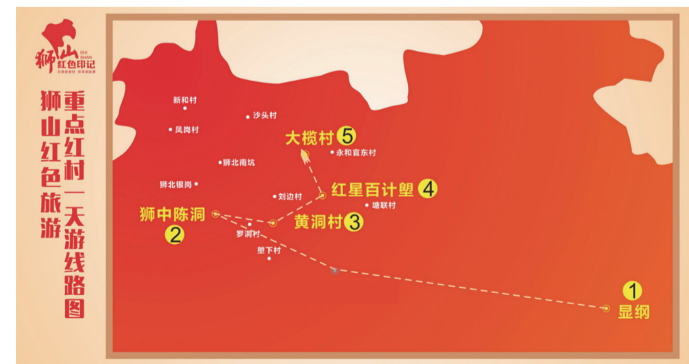 狮山
红色印记
狮山红色旅游
重点红村一天游线路图
新和村
沙头村
凤岗村
大榄村 5
永和官东村
狮北南坑
狮北银岗
红星百计塱 4
刘边村
塘联村
狮中陈洞
2
黄洞村 3
罗洞村
塱下村
1
显纲